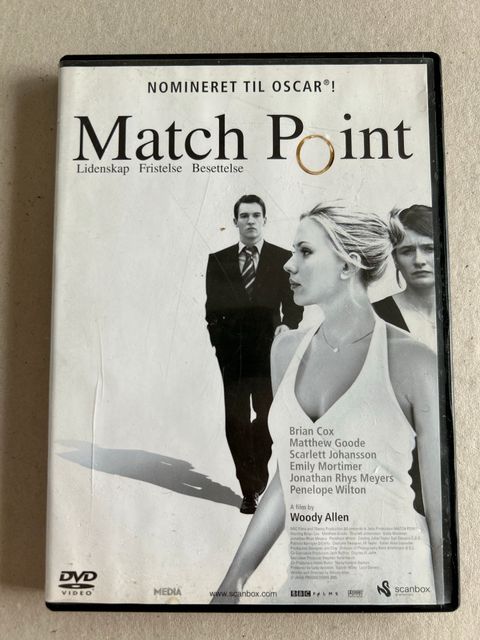 NOMINERET TIL OSCAR®!
Match Point
Lidenskap Fristelse Besettelse
Brian Cox
Matthew Goode
Scarlett Johansson
Emily Mortimer
Jonathan Rhys Meyers
Penelope Wilton
A film by
Woody Allen
DVD
VIDEO
MEDIA
www.scanbox.com
BBC FILMS
scanbox